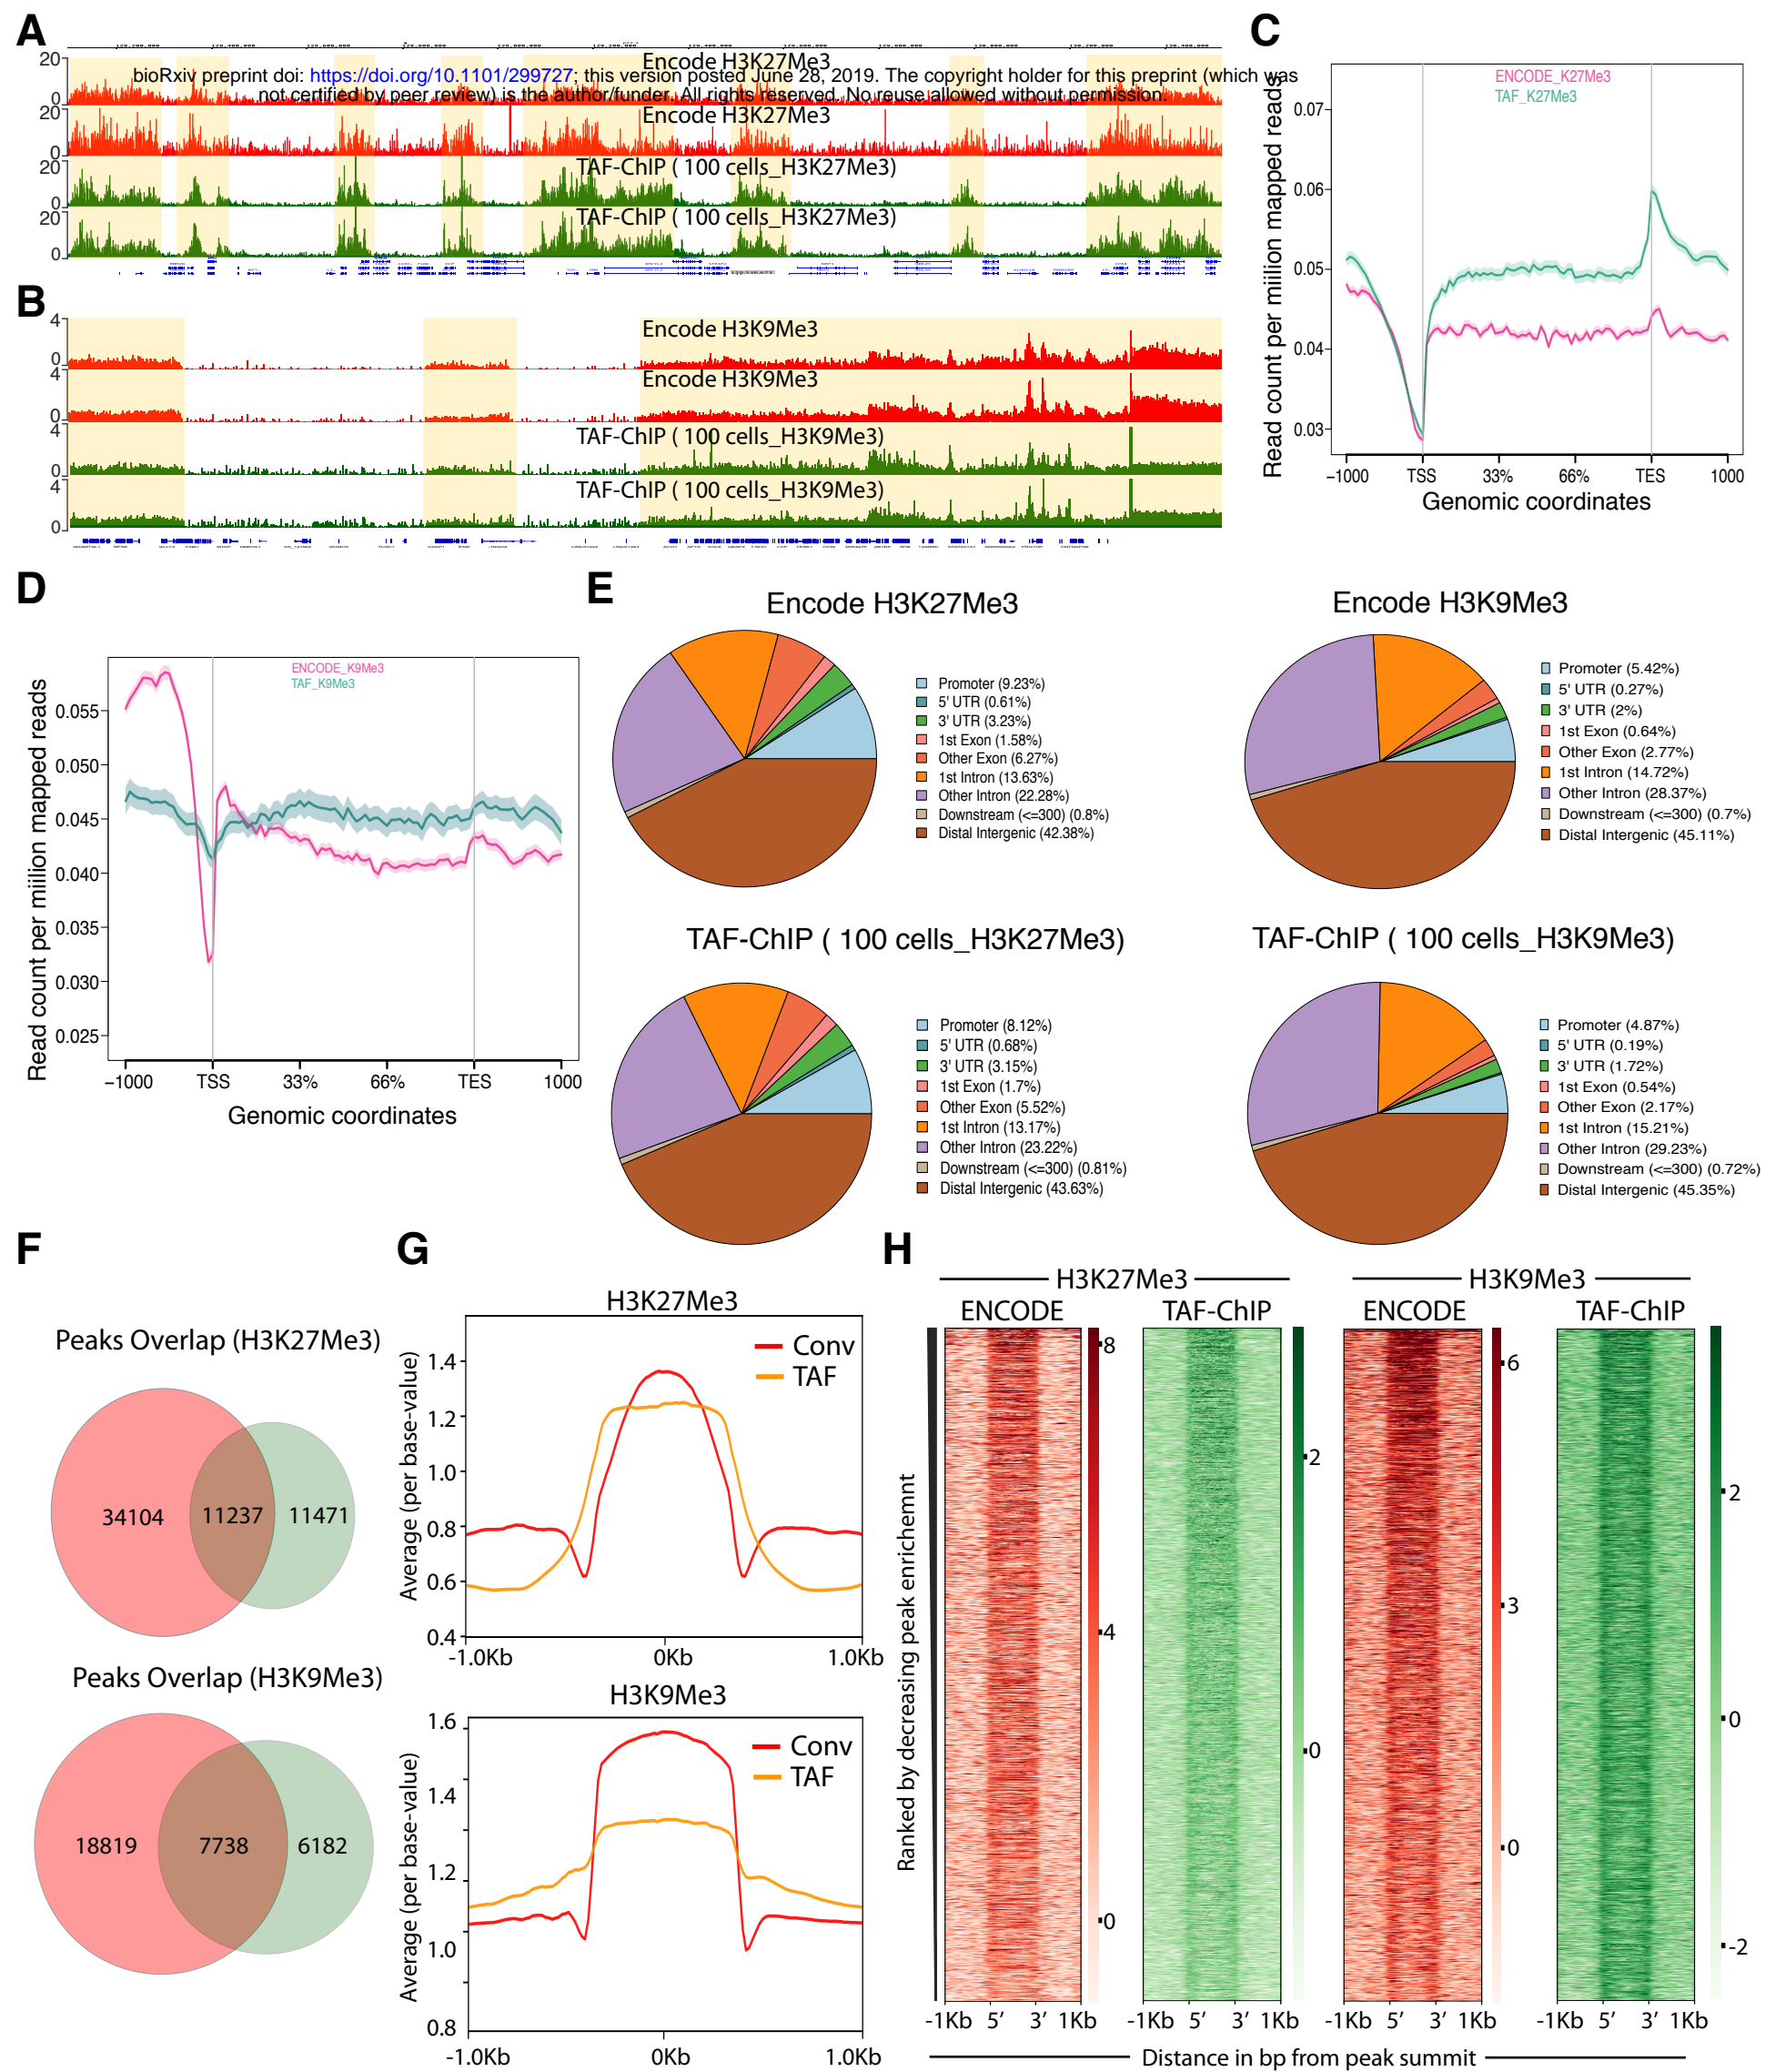 A
20
Encode H3K27Me3
bioRxiv preprint doi: https://doi.org/10.1101/299727; this version posted June 28, 2019. The copyright holder for this preprint (which was
not certified by peer review) is the author/funder. All rights reserved. No reuse allowed without permission.
0
20
Encode H3K27Me3
0
20
TAF-ChIP ( 100 cells_H3K27Me3)
0
20
TAF-ChIP ( 100 cells_H3K27Me3)
0
B
4
Encode H3K9Me3
0
4
Encode H3K9Me3
0
4
TAF-ChIP ( 100 cells_H3K9Me3)
0
4
TAF-ChIP ( 100 cells_H3K9Me3)
0
C
ENCODE_K27Me3
TAF_K27Me3
Read count per miilion mapped reads
0.07
0.06
0.05
0.04
0.03
−1000 TSS 33% 66% TES 1000
Genomic coordinates
D
ENCODE_K9Me3
TAF_K9Me3
Read count per miilion mapped reads
0.055
0.050
0.045
0.040
0.035
0.030
0.025
−1000 TSS 33% 66% TES 1000
Genomic coordinates
E
Encode H3K27Me3
Promoter (9.23%)
5' UTR (0.61%)
3' UTR (3.23%)
1st Exon (1.58%)
Other Exon (6.27%)
1st Intron (13.63%)
Other Intron (22.28%)
Downstream (<=300) (0.8%)
Distal Intergenic (42.38%)
Encode H3K9Me3
Promoter (5.42%)
5' UTR (0.27%)
3' UTR (2%)
1st Exon (0.64%)
Other Exon (2.77%)
1st Intron (14.72%)
Other Intron (28.37%)
Downstream (<=300) (0.7%)
Distal Intergenic (45.11%)
TAF-ChIP ( 100 cells_H3K27Me3)
Promoter (8.12%)
5' UTR (0.68%)
3' UTR (3.15%)
1st Exon (1.7%)
Other Exon (5.52%)
1st Intron (13.17%)
Other Intron (23.22%)
Downstream (<=300) (0.81%)
Distal Intergenic (43.63%)
TAF-ChIP ( 100 cells_H3K9Me3)
Promoter (4.87%)
5' UTR (0.19%)
3' UTR (1.72%)
1st Exon (0.54%)
Other Exon (2.17%)
1st Intron (15.21%)
Other Intron (29.23%)
Downstream (<=300) (0.72%)
Distal Intergenic (45.35%)
F
Peaks Overlap (H3K27Me3)
34104 11237 11471
Peaks Overlap (H3K9Me3)
18819 7738 6182
G
H3K27Me3
Conv
TAF
Average (per base-value)
1.4
1.2
1.0
0.8
0.6
0.4
-1.0Kb 0Kb 1.0Kb
H3K9Me3
Conv
TAF
Average (per base-value)
1.6
1.4
1.2
1.0
0.8
-1.0Kb 0Kb 1.0Kb
H
H3K27Me3 H3K9Me3
ENCODE TAF-ChIP ENCODE TAF-ChIP
Ranked by decreasing peak enrichemnt
8
4
0
2
0
6
3
0
2
0
-2
-1Kb 5’ 3’ 1Kb -1Kb 5’ 3’ 1Kb -1Kb 5’ 3’ 1Kb -1Kb 5’ 3’ 1Kb
Distance in bp from peak summit